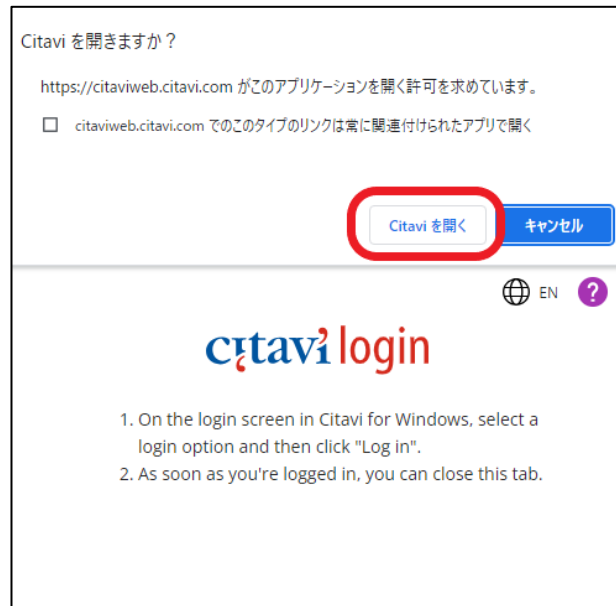 Citavi を開きますか？
https://citaviweb.citavi.com がこのアプリケーションを開く許可を求めています。
citaviweb.citavi.com でのこのタイプのリンクは常に関連付けられたアプリで開く
Citavi を開く キャンセル
EN ?
citavi login
1. On the login screen in Citavi for Windows, select a
login option and then click "Log in".
2. As soon as you're logged in, you can close this tab.